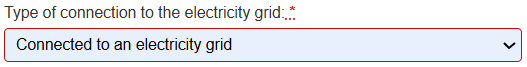 Type of connection to the electricity grid: *
Connected to an electricity grid